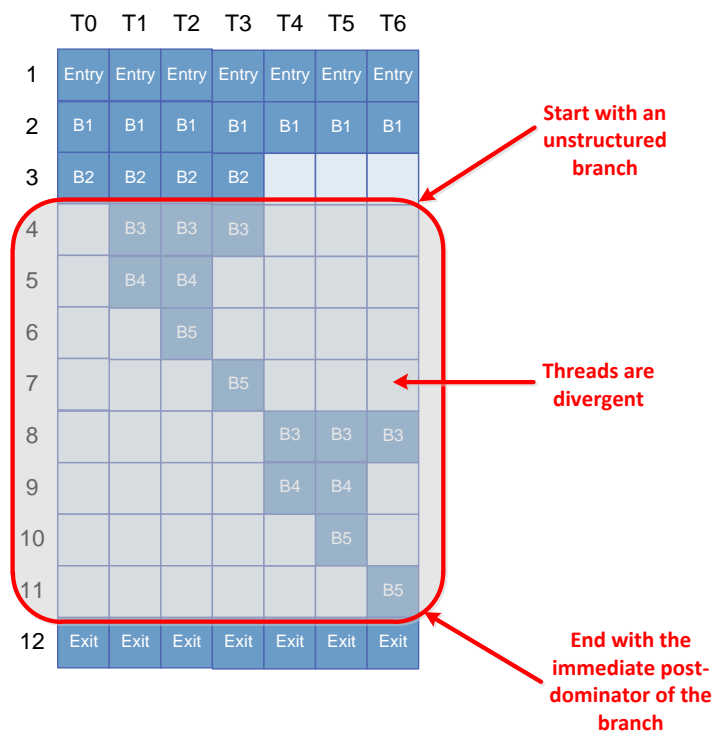 T0 T1 T2 T3 T4 T5 T6
1 Entry Entry Entry Entry Entry Entry Entry
2 B1 B1 B1 B1 B1 B1 B1
3 B2 B2 B2 B2
4 B3 B3 B3
5 B4 B4
6 B5
7 B5
8 B3 B3 B3
9 B4 B4
10 B5
11 B5
12 Exit Exit Exit Exit Exit Exit Exit
Start with an
unstructured
branch
Threads are
divergent
End with the
immediate post-
dominator of the
branch